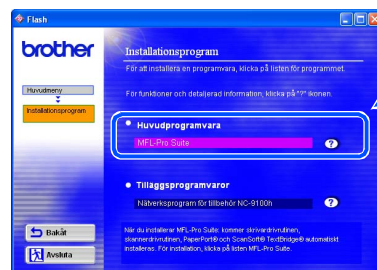 Flash
brother
Installationsprogram
För att installera en programvara, klicka på listen för programmet.
För funktioner och detaljerad information, klicka på "?" ikonen.
Huvudmeny
Installationsprogram
Huvudprogramvara
MFL-Pro Suite
?
Tilläggsprogramvaror
Nätverksprogram för tillbehör NC-9100h
?
När du installerar MFL-Pro Suite: kommer skrivardrivrutinen,
skannerdrivrutinen, PaperPort® och ScanSoft® TextBridge® automatiskt
installeras. För installation, klicka på listen MFL-Pro Suite.
Bakåt
Avsluta